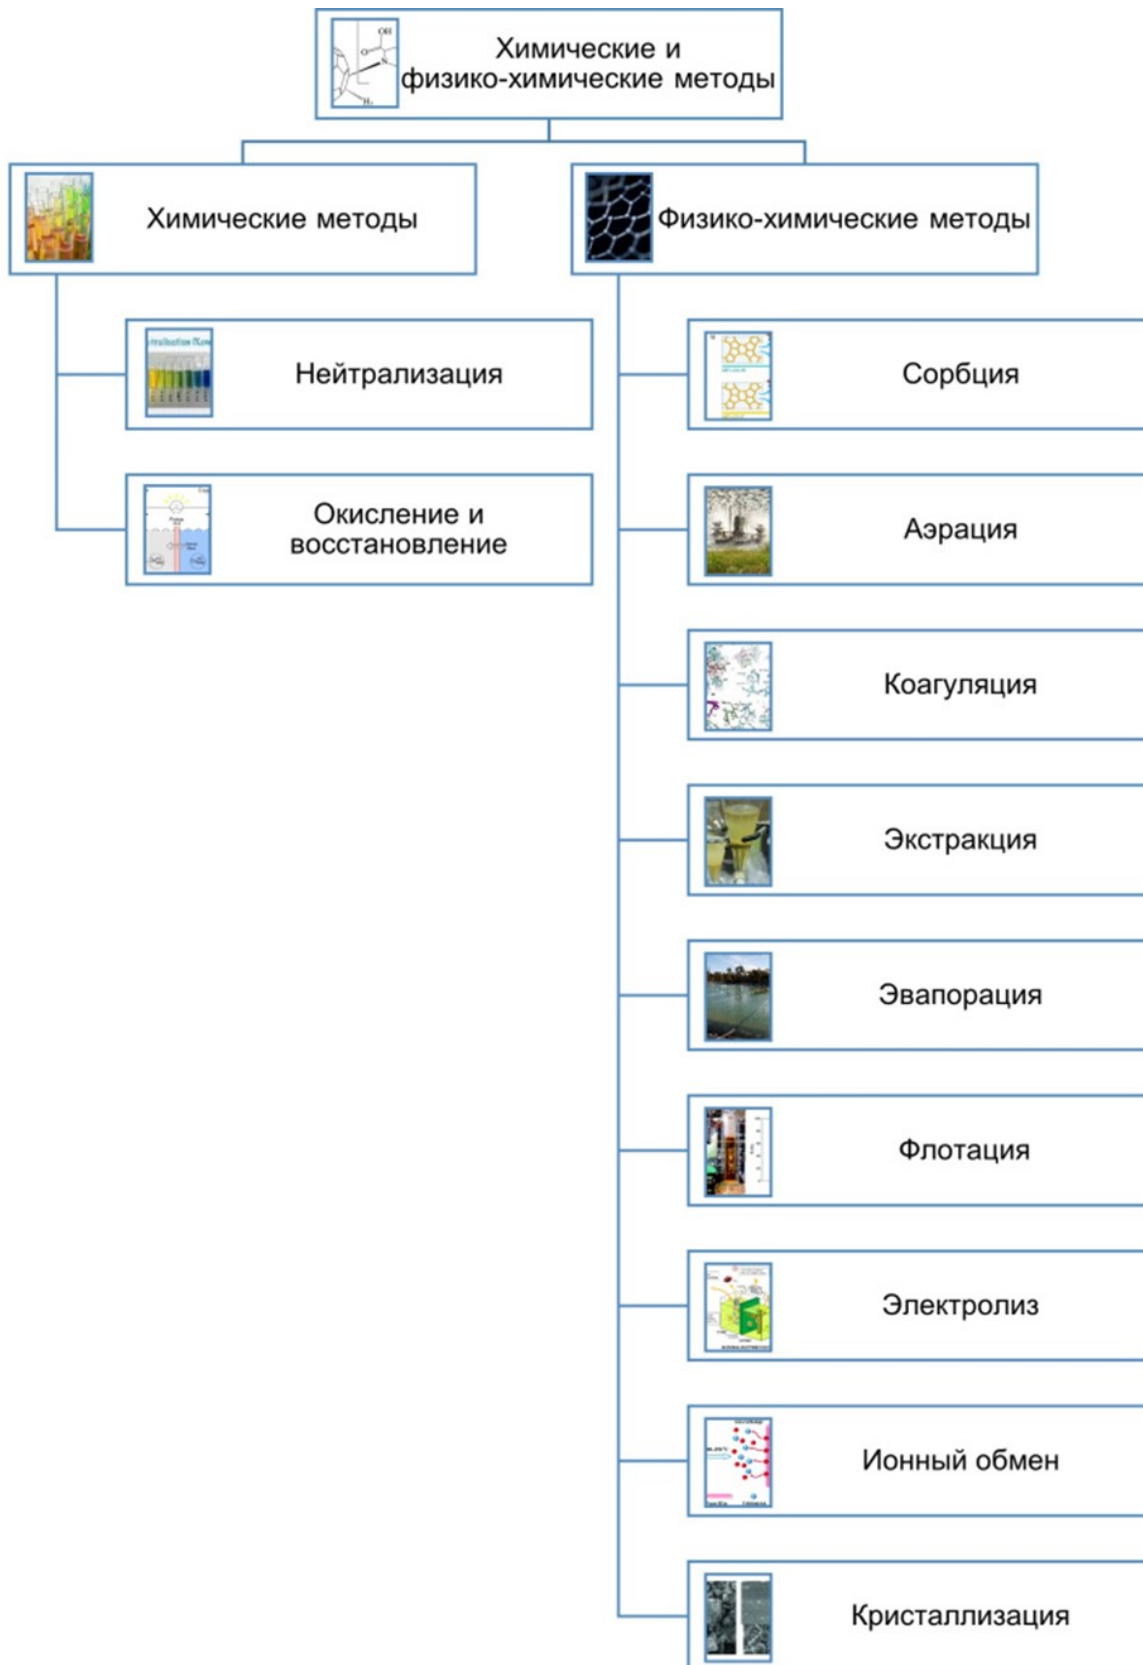 OH
O
N
H,
Химические и
физико-химические методы
Химические методы
Физико-химические методы
Нейтрализация
Окисление и
восстановление
Сорбция
Аэрация
Коагуляция
Экстракция
Эвапорация
Флотация
Электролиз
Ионный обмен
Кристаллизация